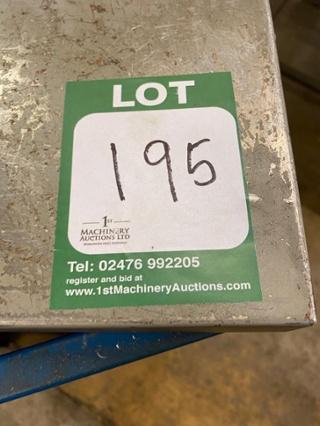 LOT
195
1ST
MACHINERY
AUCTIONS LTD
Tel: 02476 992205
register and bid at
www.1stMachineryAuctions.com